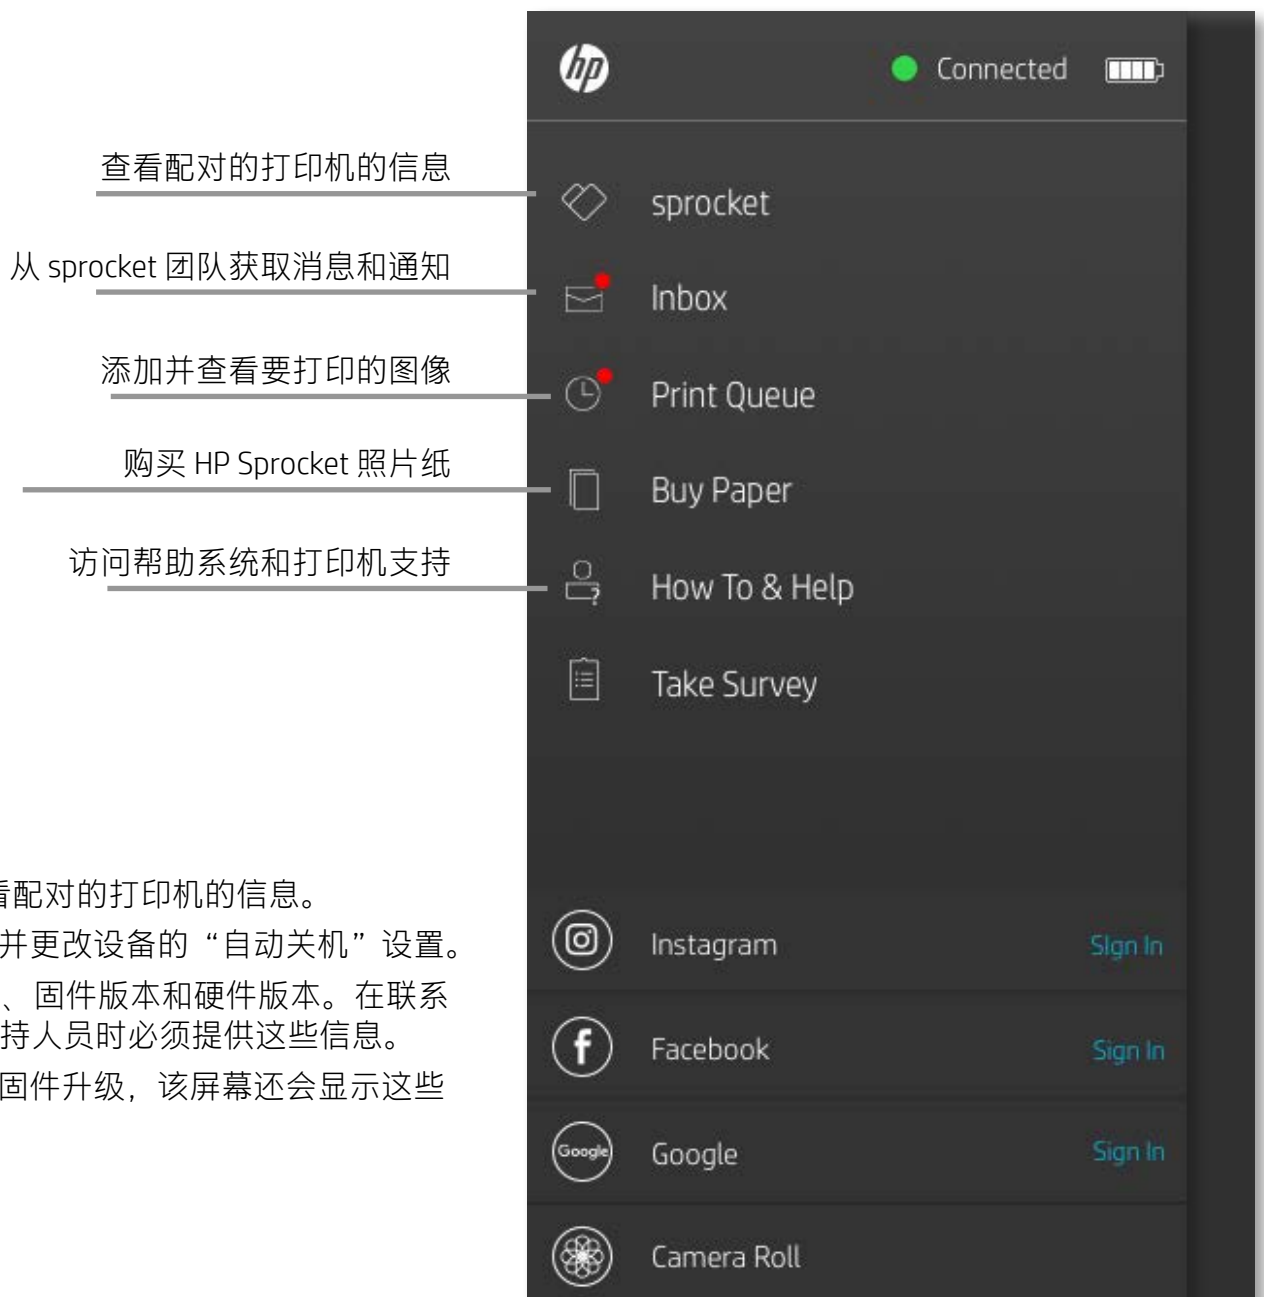 hp
Connected
查看配对的打印机的信息
sprocket
从 sprocket 团队获取消息和通知
Inbox
添加并查看要打印的图像
Print Queue
购买 HP Sprocket 照片纸
Buy Paper
访问帮助系统和打印机支持
How To & Help
Take Survey
看配对的打印机的信息。
并更改设备的“自动关机”设置。
、固件版本和硬件版本。在联系
持人员时必须提供这些信息。
固件升级，该屏幕还会显示这些
Instagram
SIgn In
Facebook
Sign In
Google
Google
Sign In
Camera Roll